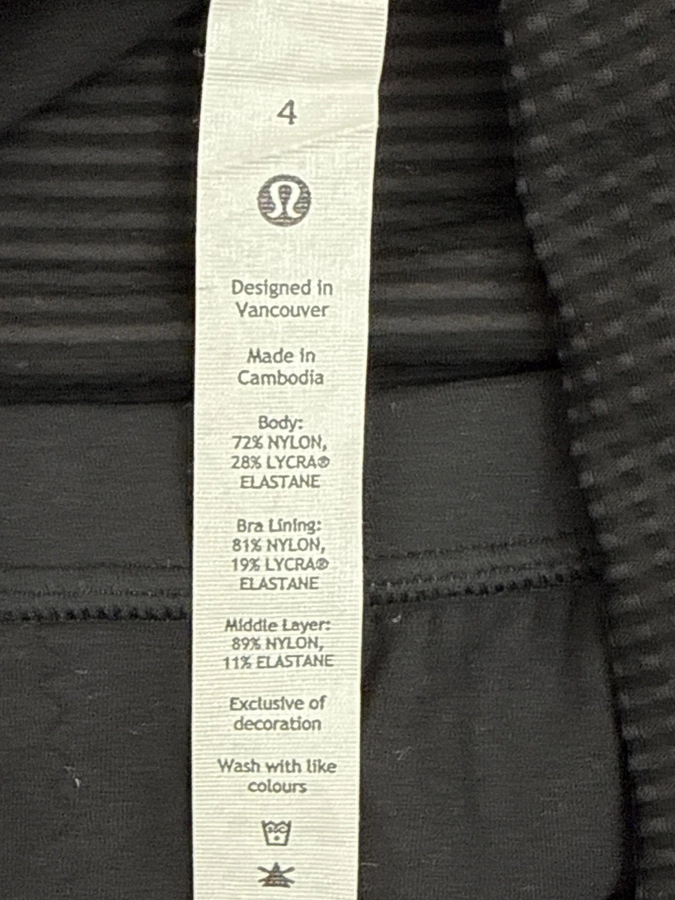 4
Designed in
Vancouver
Made in
Cambodia
Body:
72% NYLON,
28% LYCRA®
ELASTANE
Bra Lining:
81% NYLON,
19% LYCRA®
ELASTANE
Middle Layer:
89% NYLON,
11% ELASTANE
Exclusive of
decoration
Wash with like
colours